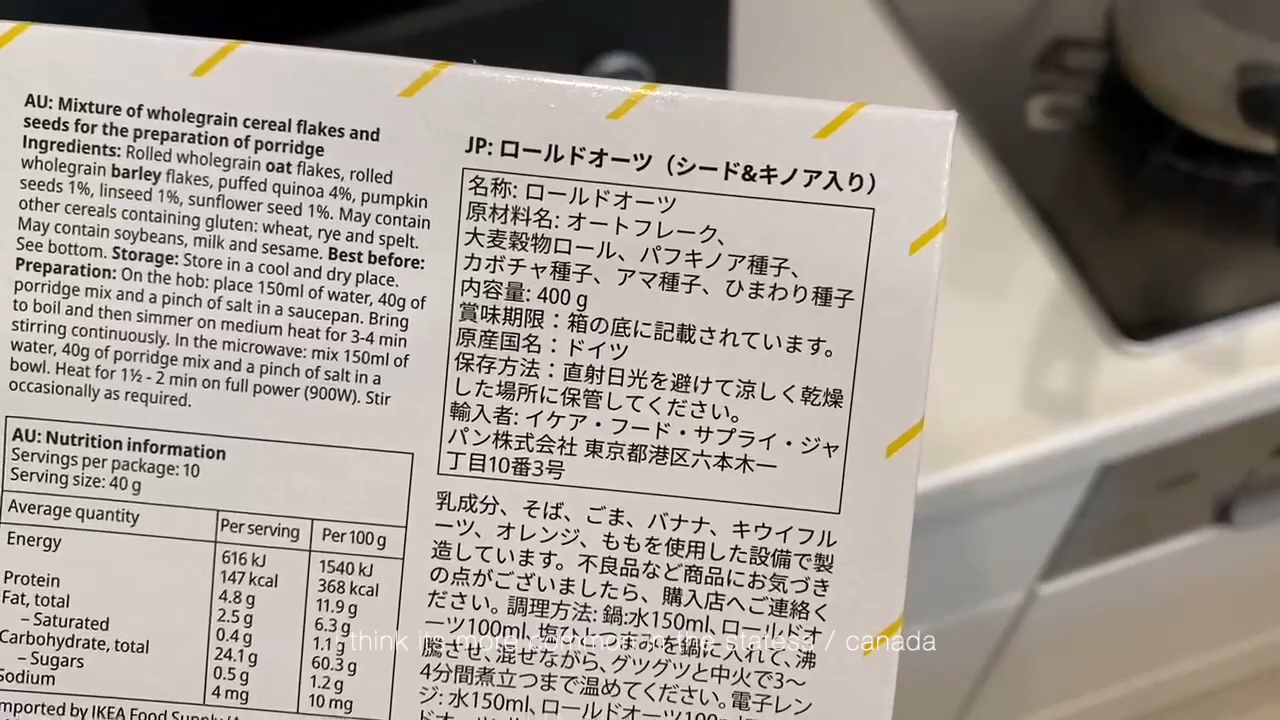 AU: Mixture of wholegrain cereal flakes and
seeds for the preparation of porridge
Ingredients: Rolled wholegrain oat flakes, rolled
wholegrain barley flakes, puffed quinoa 4%, pumpkin
seeds 1%, linseed 1%, sunflower seed 1%. May contain
other cereals containing gluten: wheat, rye and spelt.
May contain soybeans, milk and sesame. Best before:
See bottom. Storage: Store in a cool and dry place.
Preparation: On the hob: place 150ml of water, 40g of
porridge mix and a pinch of salt in a saucepan. Bring
to boil and then simmer on medium heat for 3-4 min
stirring continuously. In the microwave: mix 150ml of
water, 40g of porridge mix and a pinch of salt in a
bowl. Heat for 1½ - 2 min on full power (900W). Stir
occasionally as required.
AU: Nutrition information
Servings per package: 10
Serving size: 40 g
Average quantity Per serving Per 100 g
Energy 616 kJ 1540 kJ
147 kcal 368 kcal
Protein 4.8 g 11.9 g
Fat, total 2.5 g 6.3 g
– Saturated 0.4 g 1.1 g
Carbohydrate, total 24.1 g 60.3 g
– Sugars 0.5 g 1.2 g
Sodium 4 mg 10 mg
mported by IKEA Food Supply
JP: ロールドオーツ（シード&キノア入り）
名称: ロールドオーツ
原材料名: オートフレーク、
大麦穀物ロール、パフキノア種子、
カボチャ種子、アマ種子、ひまわり種子
内容量: 400 g
賞味期限：箱の底に記載されています。
原産国名：ドイツ
保存方法：直射日光を避けて涼しく乾燥
した場所に保管してください。
輸入者: イケア・フード・サプライ・ジャ
パン株式会社 東京都港区六本木一
丁目10番3号
乳成分、そば、ごま、バナナ、キウイフル
ーツ、オレンジ、ももを使用した設備で製
造しています。不良品など商品にお気づき
の点がございましたら、購入店へご連絡く
ださい。調理方法: 鍋:水150ml、ロールドオ
ーツ100ml、塩ひとつまみを鍋に入れて、沸
騰させ、混ぜながら、グツグツと中火で3〜
4分間煮立つまで温めてください。電子レン
ジ: 水150ml、ロールドオーツ100
think its more common in the statess / canada